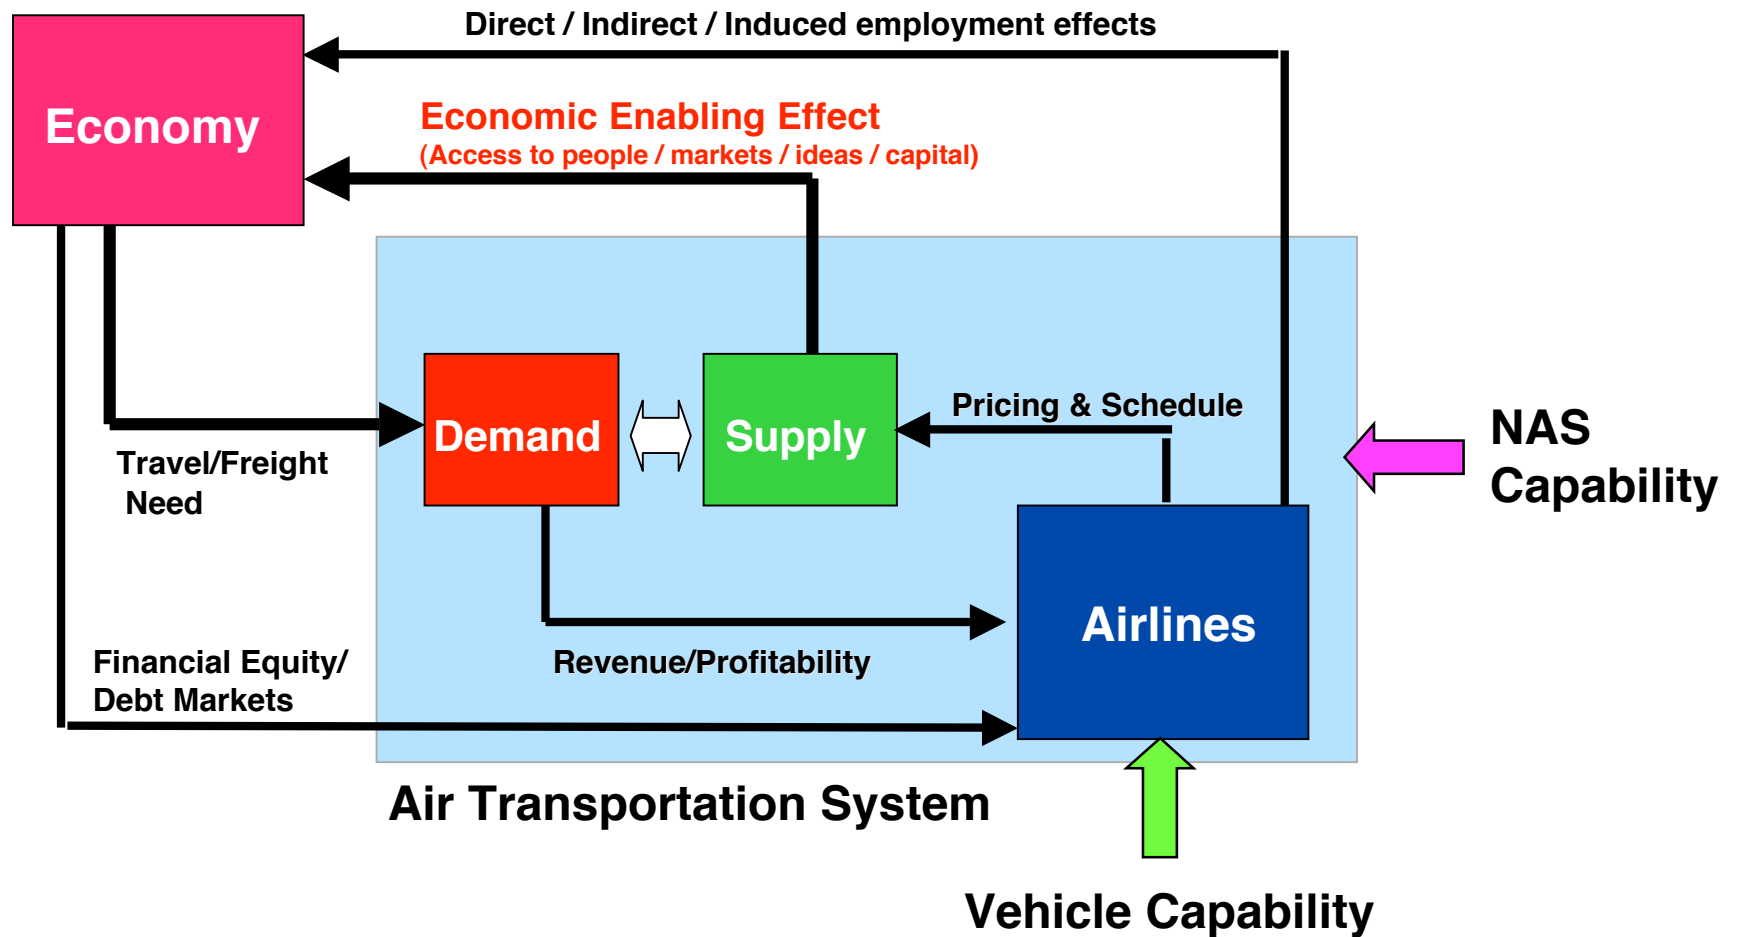 Direct / Indirect / Induced employment effects
Economy
Economic Enabling Effect
(Access to people / markets / ideas / capital)
Demand
Supply
Pricing & Schedule
NAS
Capability
Travel/Freight
Need
Airlines
Financial Equity/
Debt Markets
Revenue/Profitability
Air Transportation System
Vehicle Capability